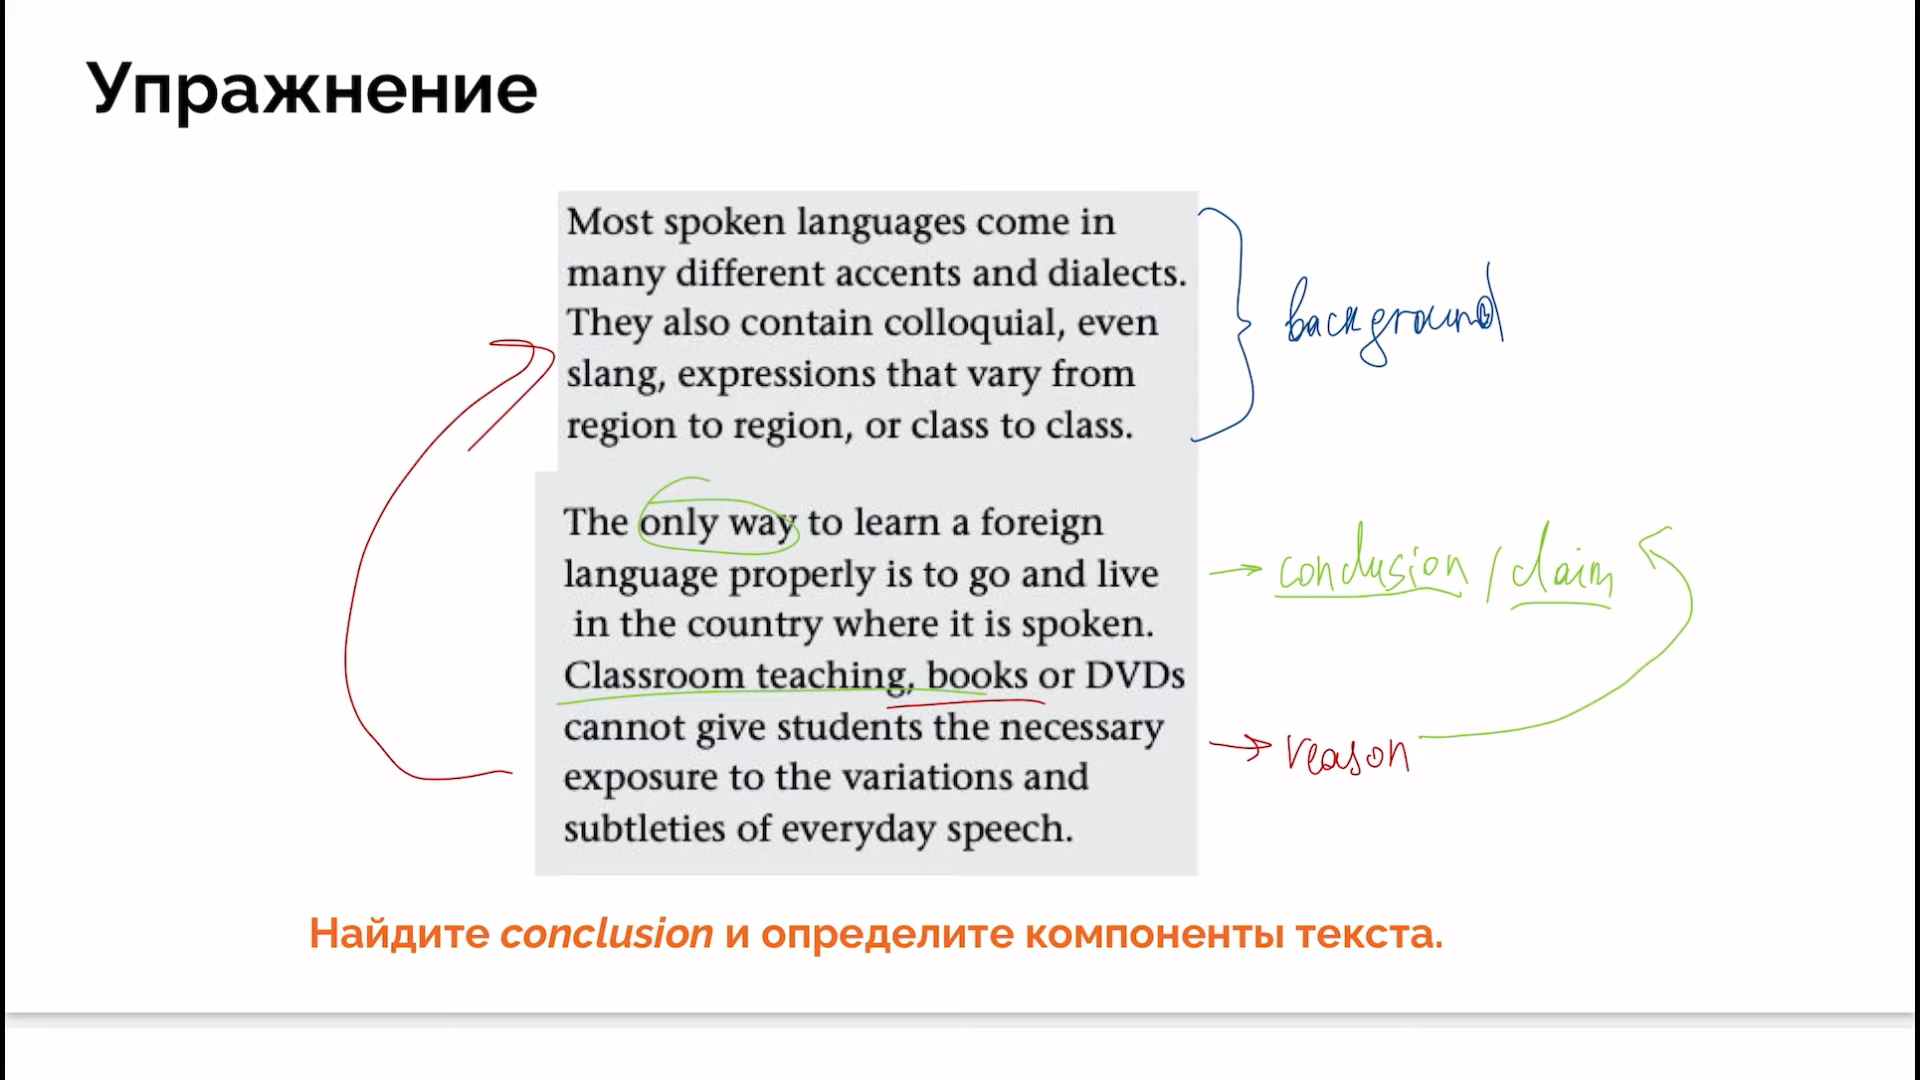 Упражнение
Most spoken languages come in
many different accents and dialects.
They also contain colloquial, even
slang, expressions that vary from
region to region, or class to class.
background
The only way to learn a foreign
language properly is to go and live
in the country where it is spoken.
Classroom teaching, books or DVDs
cannot give students the necessary
exposure to the variations and
subtleties of everyday speech.
conclusion / claim
reason
Найдите conclusion и определите компоненты текста.